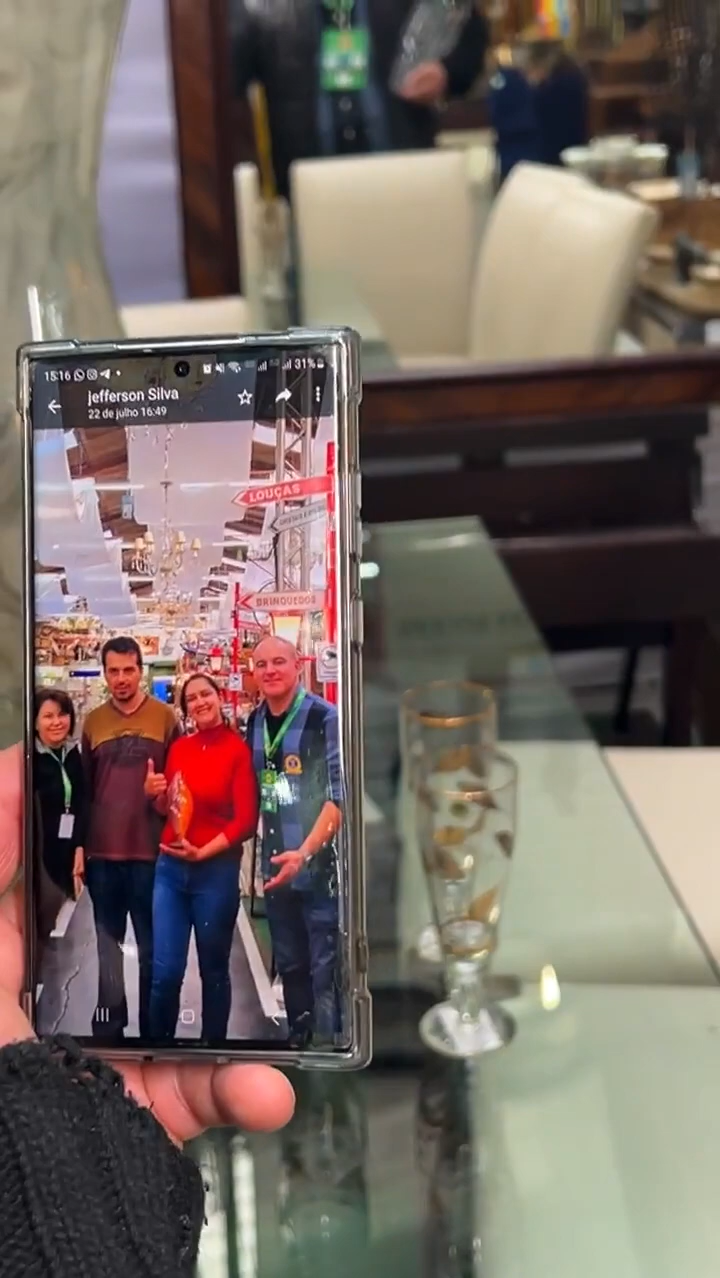 15:16
31%
jefferson Silva
22 de julho 16:49
LOUÇAS
BRINQUEDOS